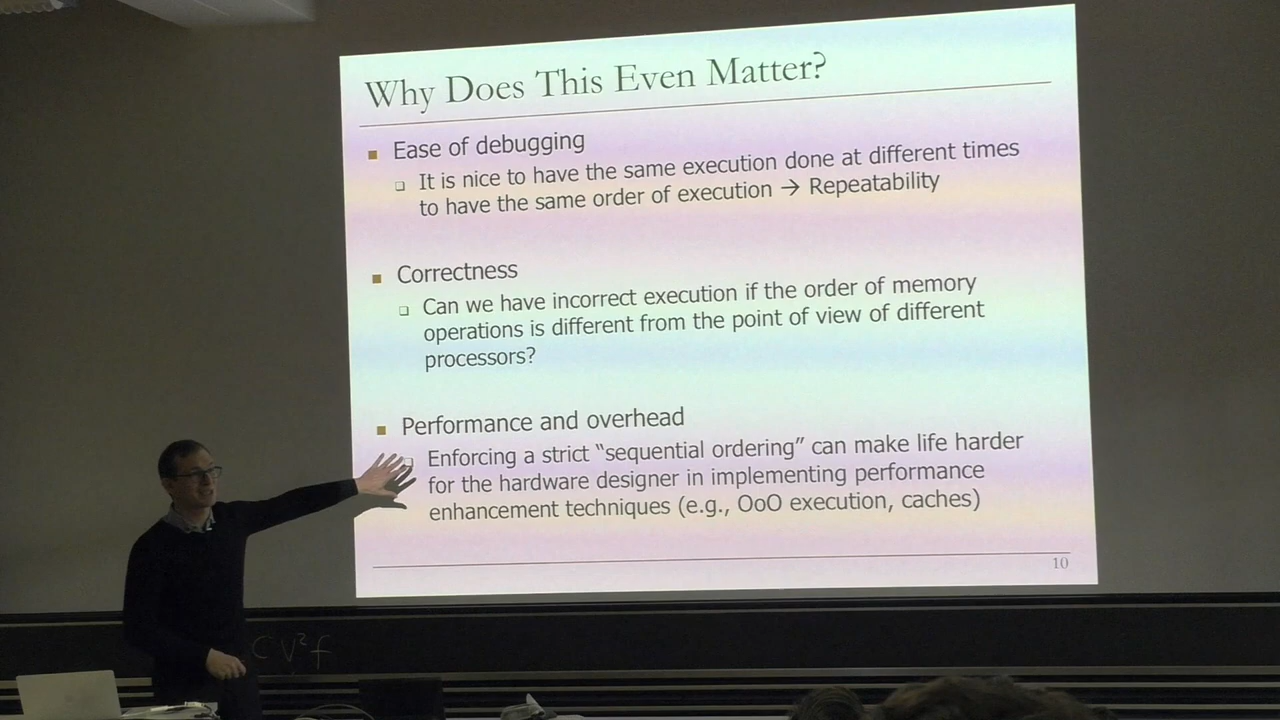 Why Does This Even Matter?
Ease of debugging
It is nice to have the same execution done at different times
to have the same order of execution → Repeatability
Correctness
Can we have incorrect execution if the order of memory
operations is different from the point of view of different
processors?
Performance and overhead
Enforcing a strict “sequential ordering” can make life harder
for the hardware designer in implementing performance
enhancement techniques (e.g., OoO execution, caches)
10
CV²f